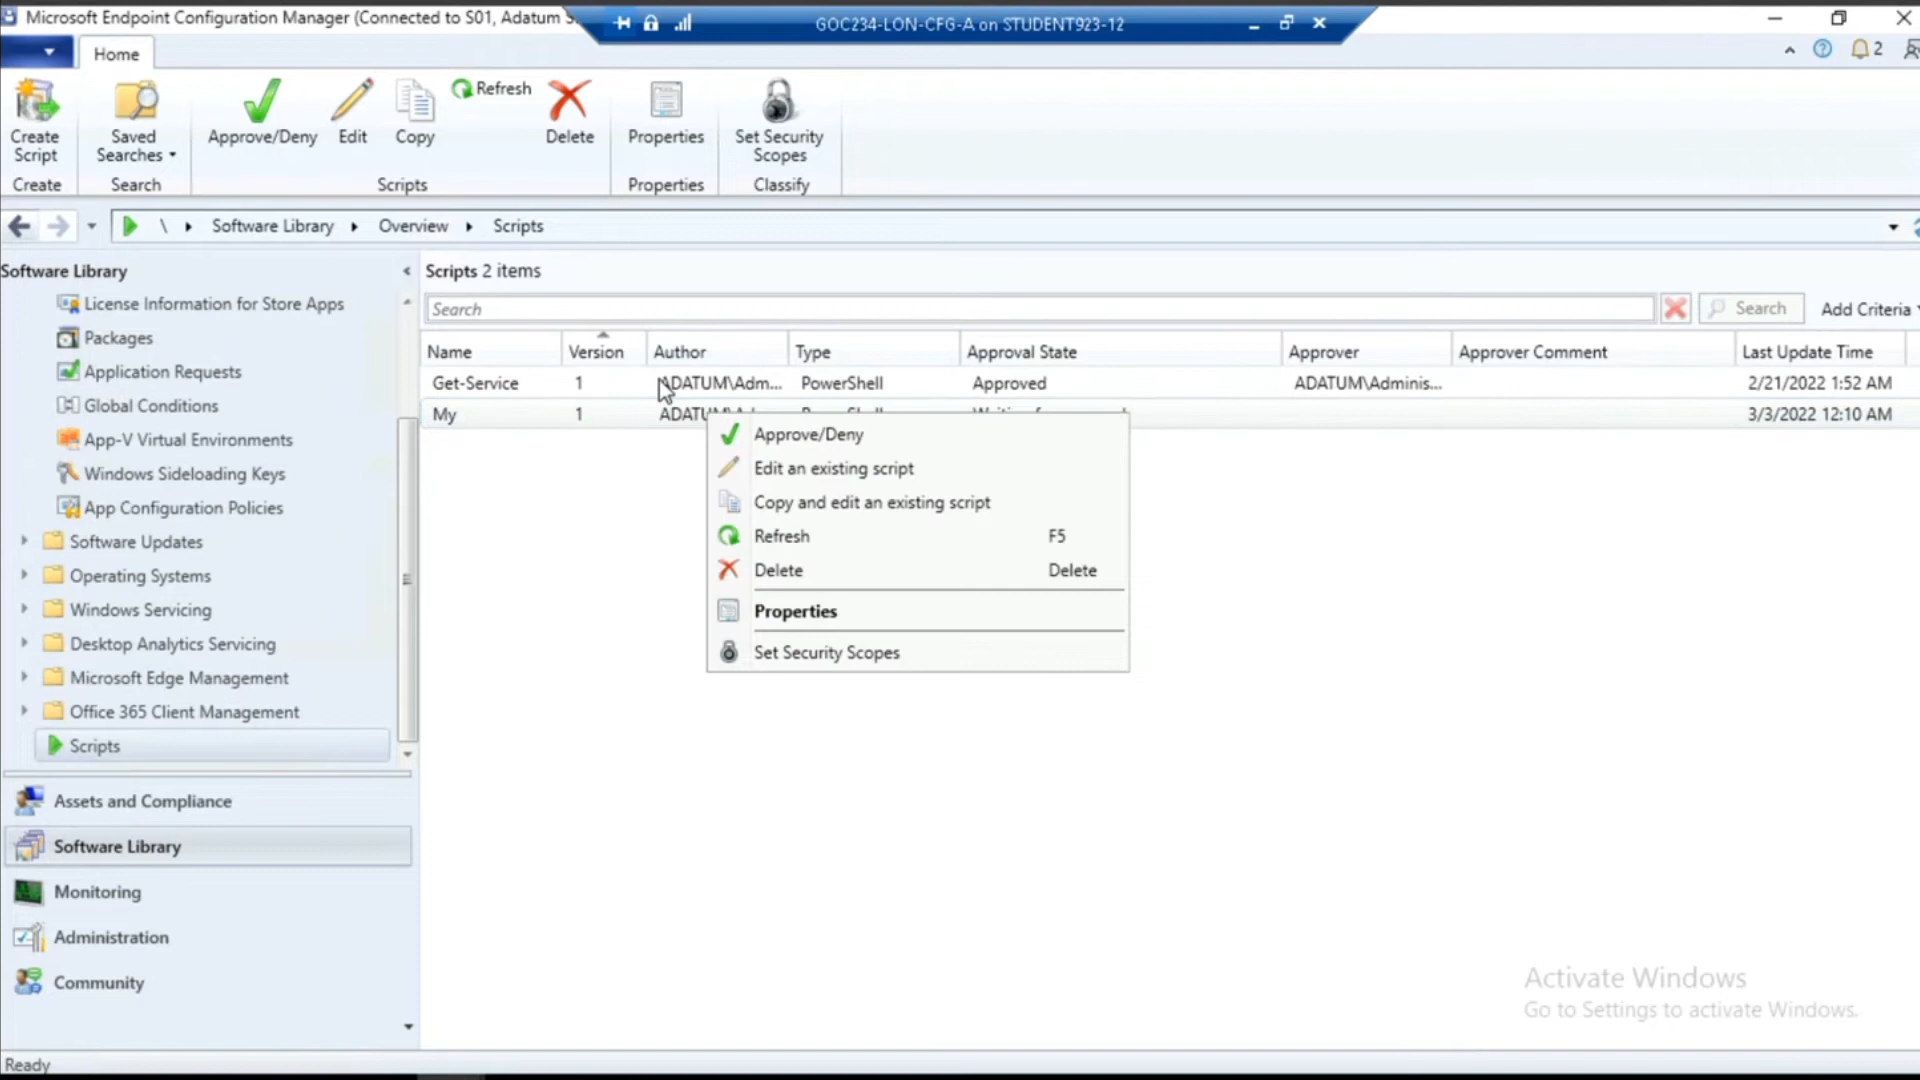 Microsoft Endpoint Configuration Manager (Connected to S01, Adatum S
GOC234-LON-CFG-A on STUDENT923-12
Home
2
Create Script
Saved Searches
Approve/Deny
Edit
Copy
Refresh
Delete
Properties
Set Security Scopes
Create
Search
Scripts
Properties
Classify
\ Software Library Overview Scripts
Software Library
Scripts 2 items
License Information for Store Apps
Packages
Application Requests
Global Conditions
App-V Virtual Environments
Windows Sideloading Keys
App Configuration Policies
Software Updates
Operating Systems
Windows Servicing
Desktop Analytics Servicing
Microsoft Edge Management
Office 365 Client Management
Scripts
Assets and Compliance
Software Library
Monitoring
Administration
Community
Search
Search
Add Criteria
Name Version Author Type Approval State Approver Approver Comment Last Update Time
Get-Service 1 ADATUM\Adm... PowerShell Approved ADATUM\Adminis... 2/21/2022 1:52 AM
My 1 3/3/2022 12:10 AM
Approve/Deny
Edit an existing script
Copy and edit an existing script
Refresh F5
Delete Delete
Properties
Set Security Scopes
Activate Windows
Go to Settings to activate Windows.
Ready